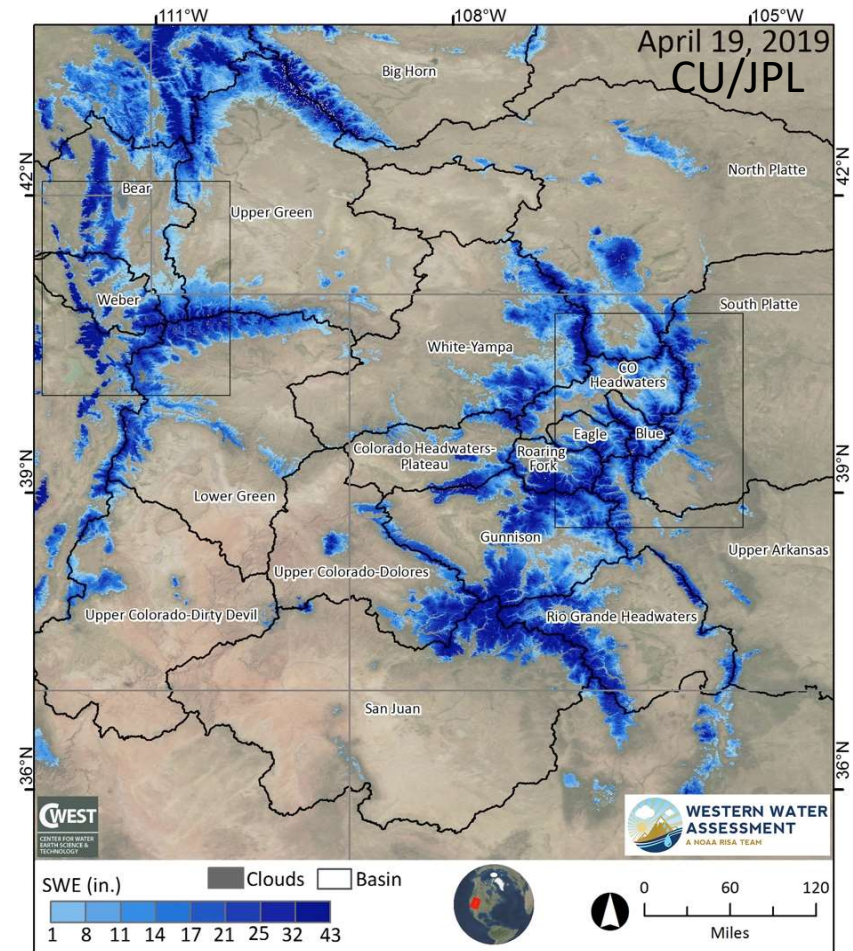 111°W
108°W
105°W
April 19, 2019
CU/JPL
Big Horn
42°N
42°N
North Platte
Bear
Upper Green
Weber
South Platte
White-Yampa
CO
Headwaters
Eagle
Blue
Colorado Headwaters-
Plateau
Roaring
Fork
39°N
39°N
Lower Green
Gunnison
Upper Arkansas
Upper Colorado-Dolores
Upper Colorado-Dirty Devil
Rio Grande Headwaters
San Juan
36°N
36°N
CWEST
CENTER FOR WATER
EARTH SCIENCE &
TECHNOLOGY
WESTERN WATER
ASSESSMENT
A NOAA RISA TEAM
SWE (in.)
Clouds
Basin
1 8 11 14 17 21 25 32 43
0 60 120
Miles